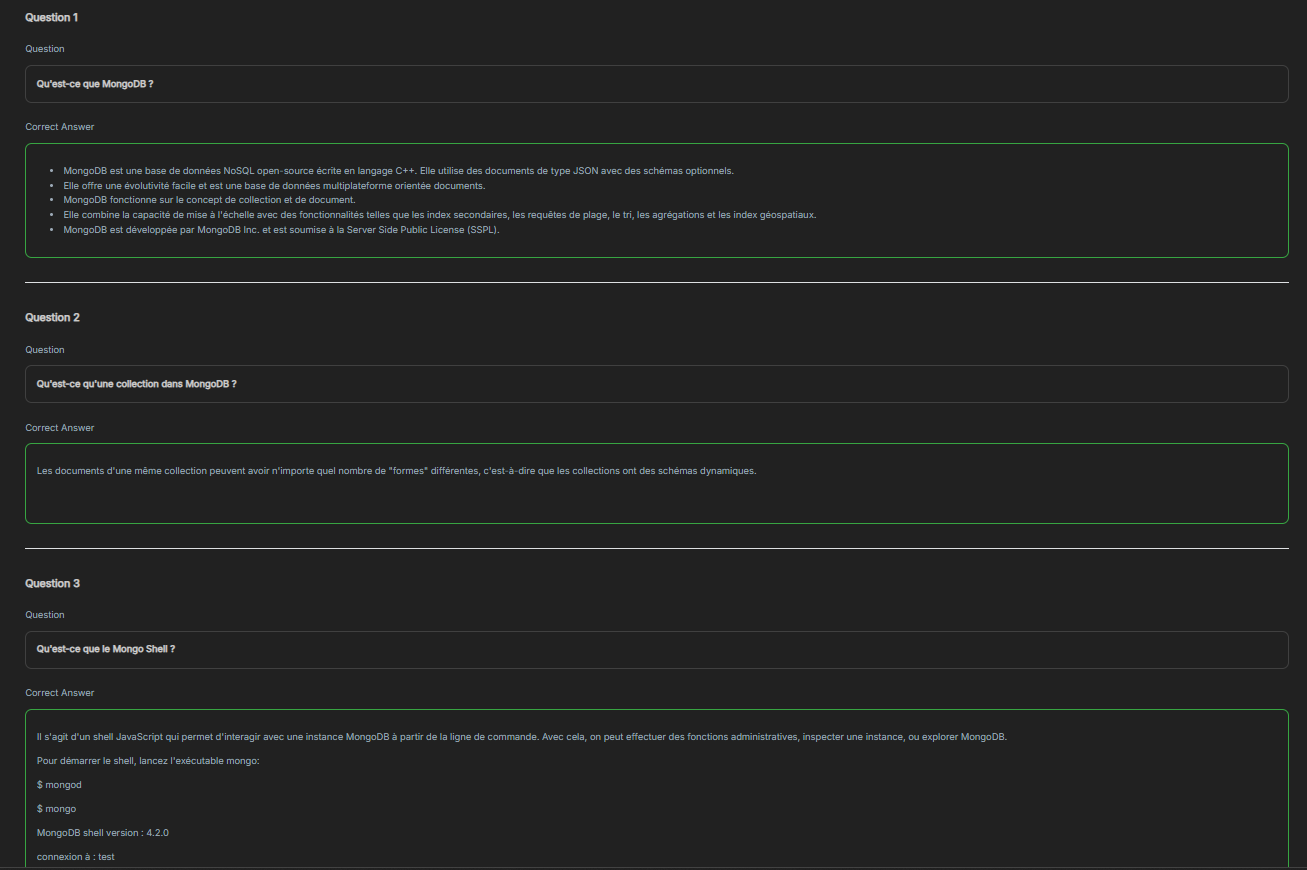 Question 1
Question
Qu'est-ce que MongoDB ?
Correct Answer
• MongoDB est une base de données NoSQL open-source écrite en langage C++. Elle utilise des documents de type JSON avec des schémas optionnels.
• Elle offre une évolutivité facile et est une base de données multiplateforme orientée documents.
• MongoDB fonctionne sur le concept de collection et de document.
• Elle combine la capacité de mise à l'échelle avec des fonctionnalités telles que les index secondaires, les requêtes de plage, le tri, les agrégations et les index géospatiaux.
• MongoDB est développée par MongoDB Inc. et est soumise à la Server Side Public License (SSPL).
Question 2
Question
Qu'est-ce qu'une collection dans MongoDB ?
Correct Answer
Les documents d'une même collection peuvent avoir n'importe quel nombre de "formes" différentes, c'est-à-dire que les collections ont des schémas dynamiques.
Question 3
Question
Qu'est-ce que le Mongo Shell ?
Correct Answer
Il s'agit d'un shell JavaScript qui permet d'interagir avec une instance MongoDB à partir de la ligne de commande. Avec cela, on peut effectuer des fonctions administratives, inspecter une instance, ou explorer MongoDB.
Pour démarrer le shell, lancez l'exécutable mongo:
$ mongod
$ mongo
MongoDB shell version : 4.2.0
connexion à : test